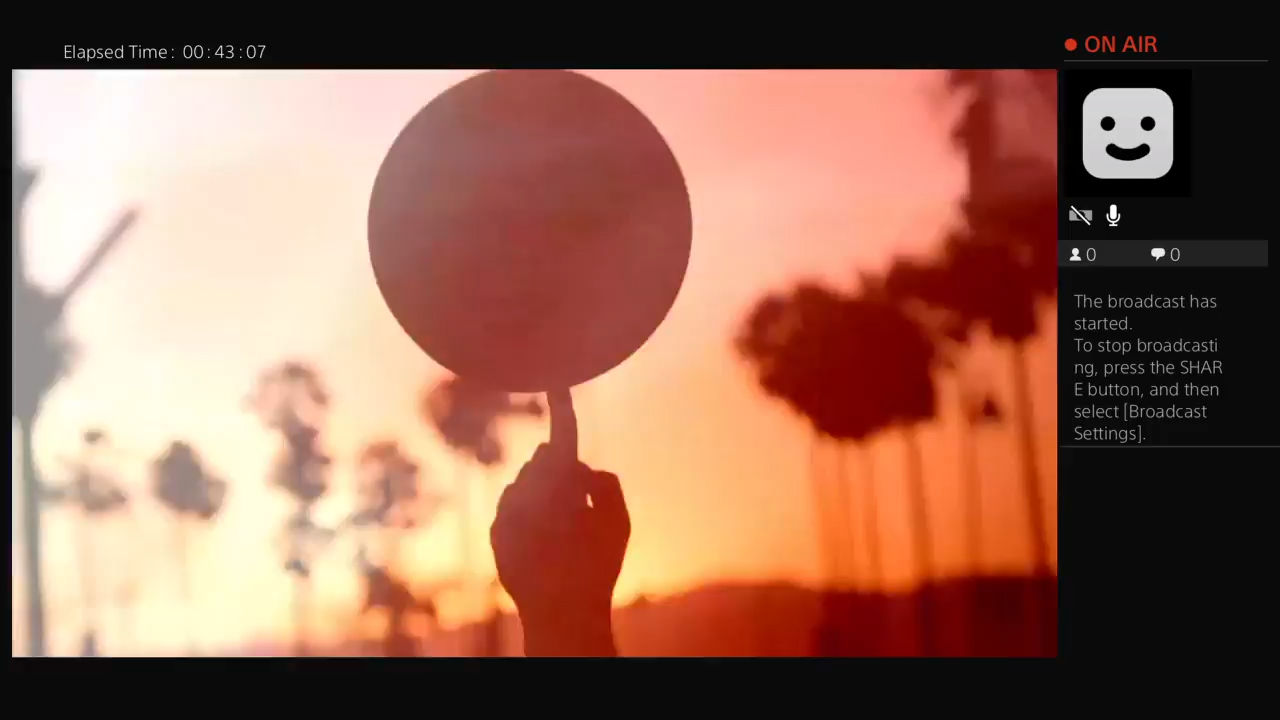 Elapsed Time: 00:43:07
ON AIR
0 0
The broadcast has
started.
To stop broadcasti
ng, press the SHAR
E button, and then
select [Broadcast
Settings].